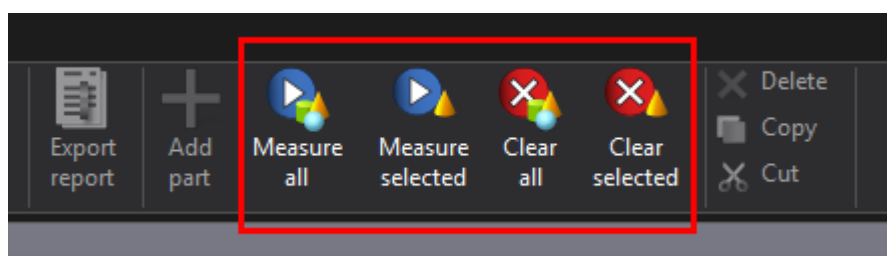 Export
report
Add
part
Measure
all
Measure
selected
Clear
all
Clear
selected
Delete
Copy
Cut